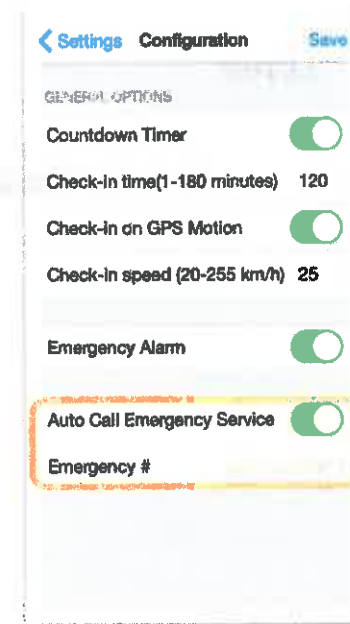 Settings Configuration Save
GENERAL OPTIONS
Countdown Timer
Check-in time(1-180 minutes) 120
Check-in on GPS Motion
Check-in speed (20-255 km/h) 25
Emergency Alarm
Auto Call Emergency Service
Emergency #